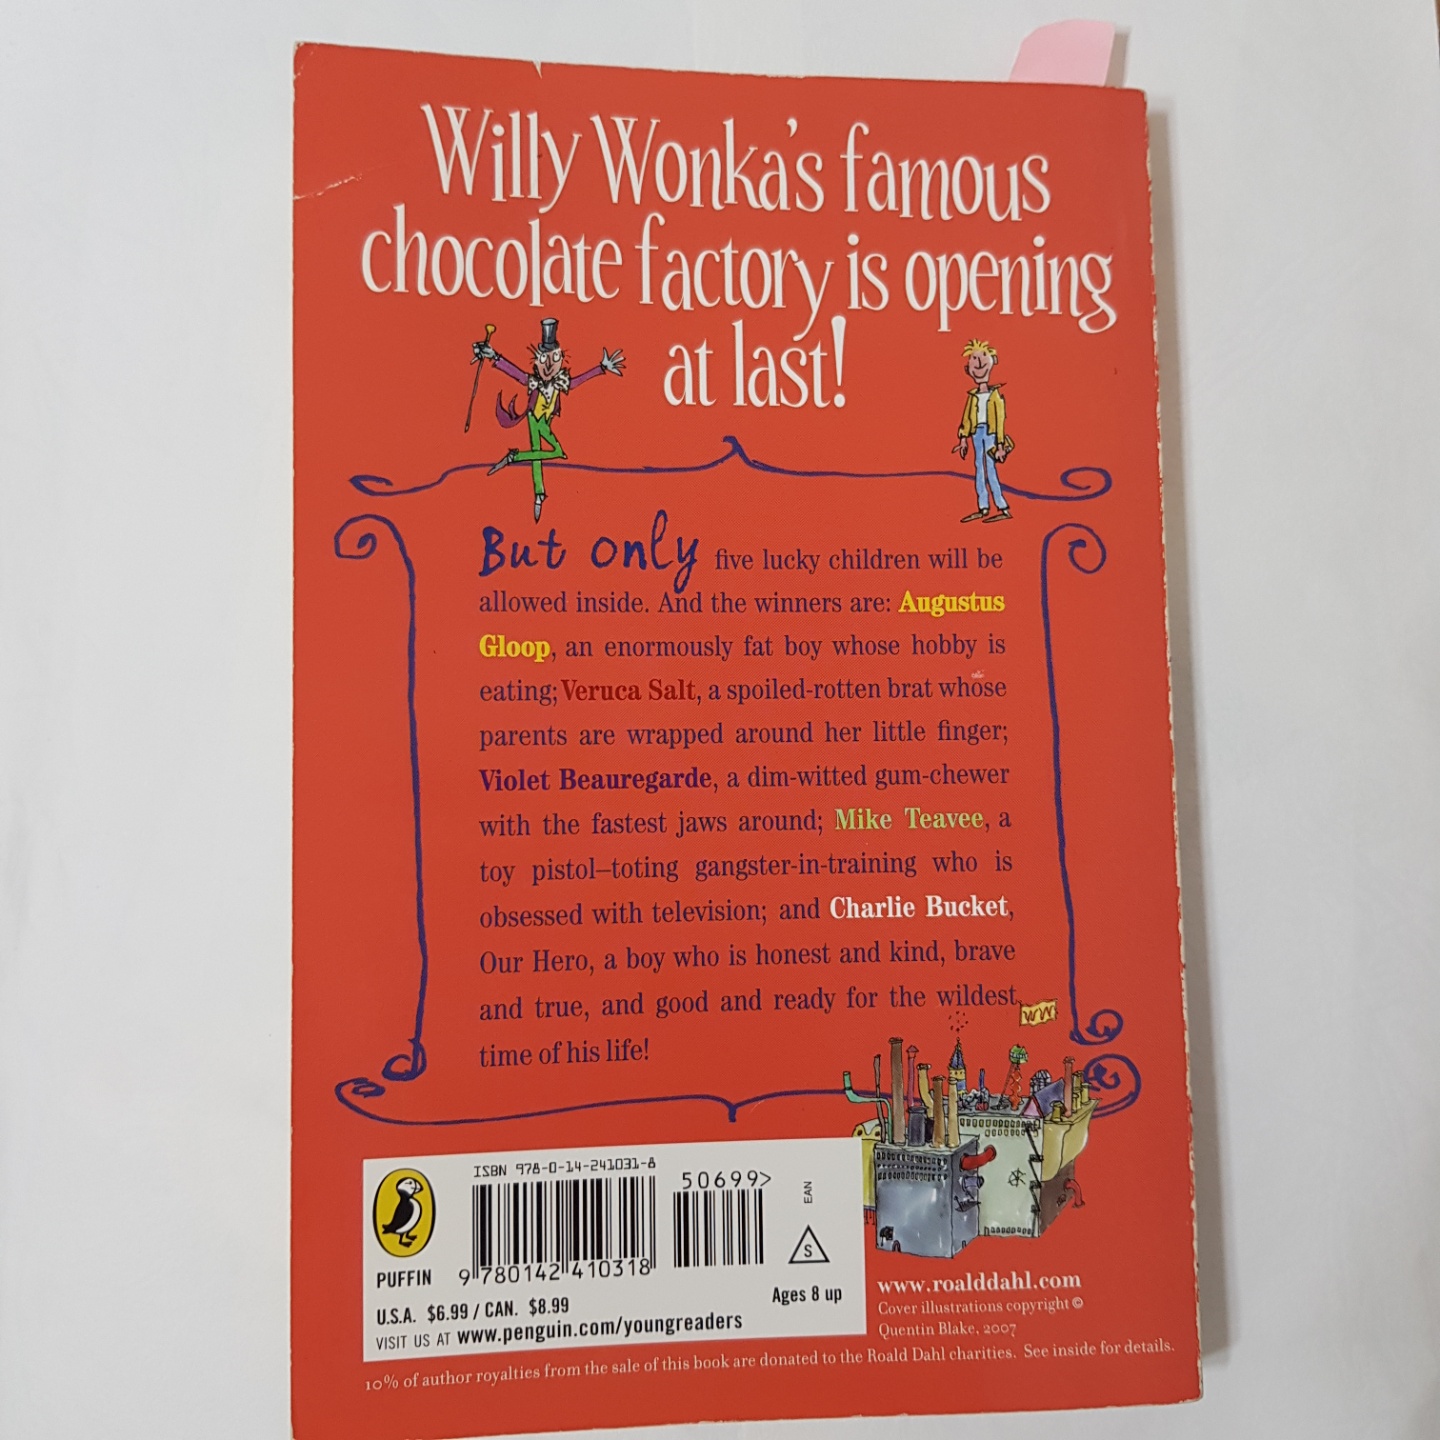 Willy Wonka's famous
chocolate factory is opening
at last!
But only five lucky children will be
allowed inside. And the winners are: Augustus
Gloop, an enormously fat boy whose hobby is
eating; Veruca Salt, a spoiled-rotten brat whose
parents are wrapped around her little finger;
Violet Beauregarde, a dim-witted gum-chewer
with the fastest jaws around; Mike Teavee, a
toy pistol–toting gangster-in-training who is
obsessed with television; and Charlie Bucket,
Our Hero, a boy who is honest and kind, brave
and true, and good and ready for the wildest
time of his life!
WW
ISBN 978-0-14-241031-8
50699>
EAN
S
9 780142 410318
PUFFIN
Ages 8 up
U.S.A. $6.99 / CAN. $8.99
VISIT US AT www.penguin.com/youngreaders
www.roalddahl.com
Cover illustrations copyright ©
Quentin Blake, 2007
10% of author royalties from the sale of this book are donated to the Roald Dahl charities. See inside for details.